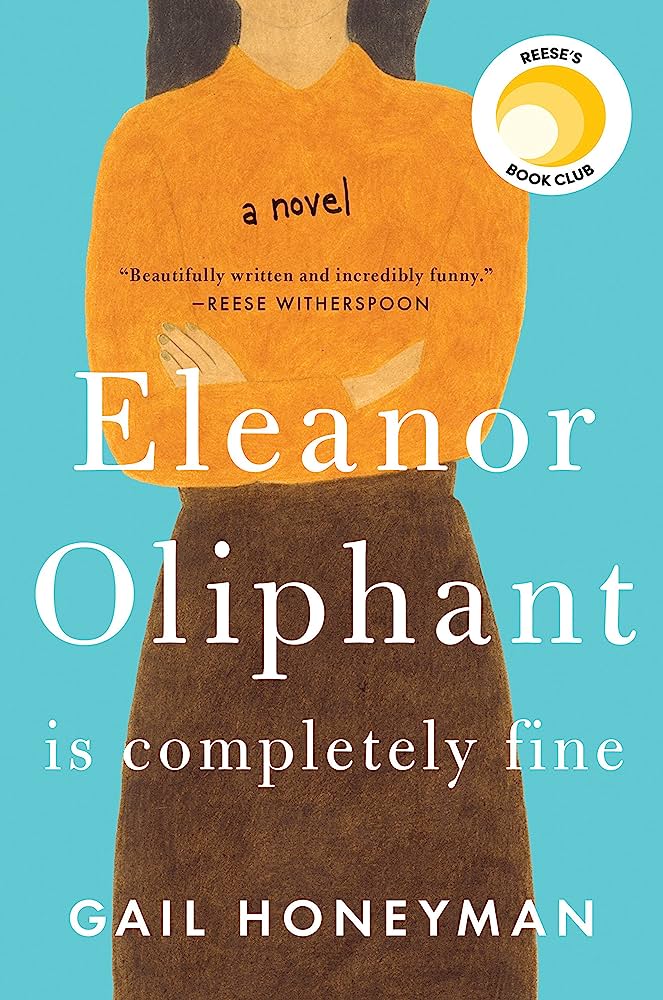 REESE'S
BOOK CLUB
a novel
“Beautifully written and incredibly funny.”
—REESE WITHERSPOON
Eleanor
Oliphant
is completely fine
GAIL HONEYMAN